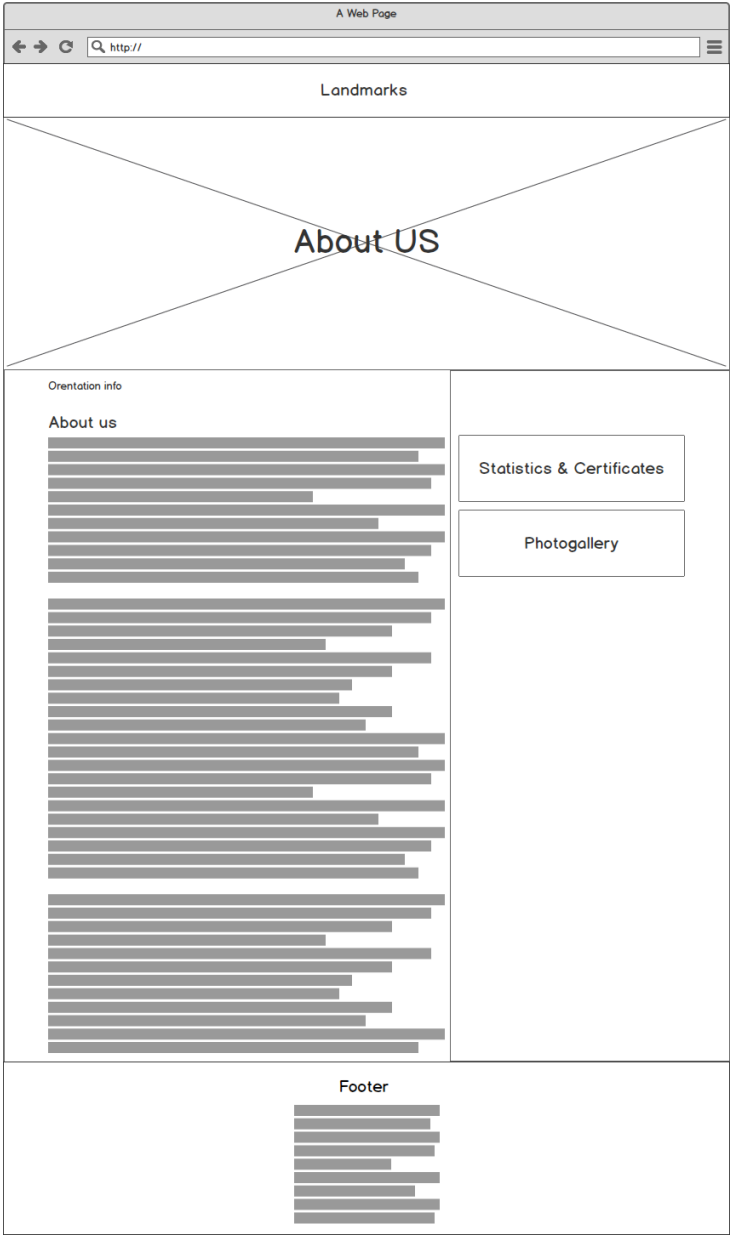 A Web Page
http://
Landmarks
About US
Orentation info
About us
Statistics & Certificates
Photogallery
Footer